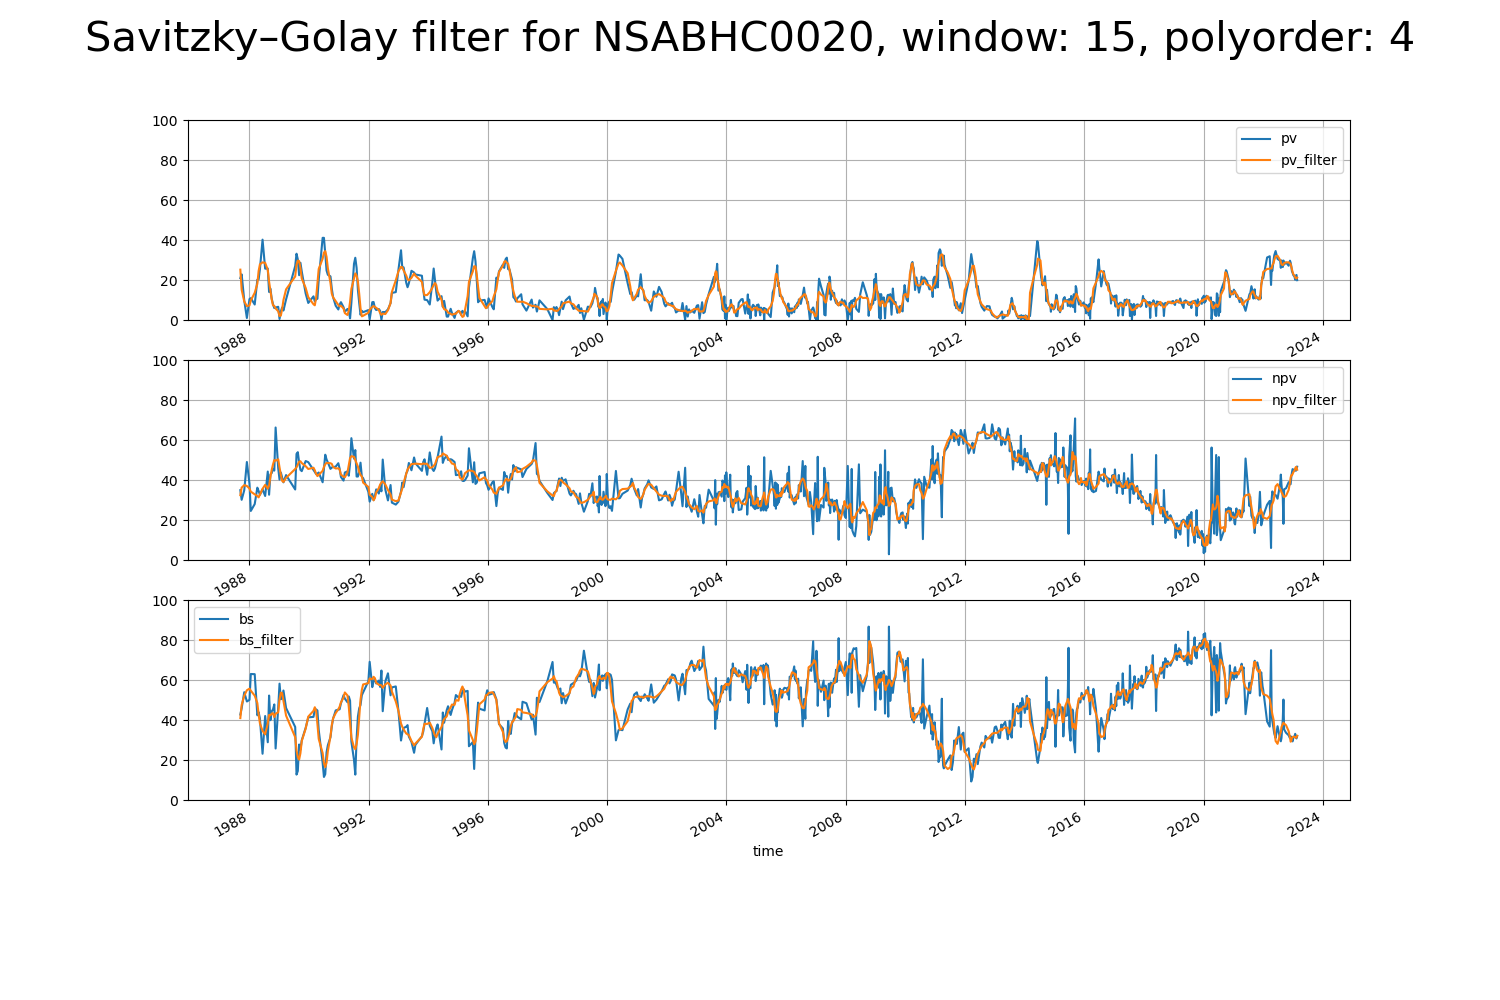 Savitzky–Golay filter for NSABHC0020, window: 15, polyorder: 4
100
80
60
40
20
0
pv
pv_filter
1988 1992 1996 2000 2004 2008 2012 2016 2020 2024
100
80
60
40
20
0
npv
npv_filter
1988 1992 1996 2000 2004 2008 2012 2016 2020 2024
100
80
60
40
20
0
bs
bs_filter
1988 1992 1996 2000 2004 2008 2012 2016 2020 2024
time